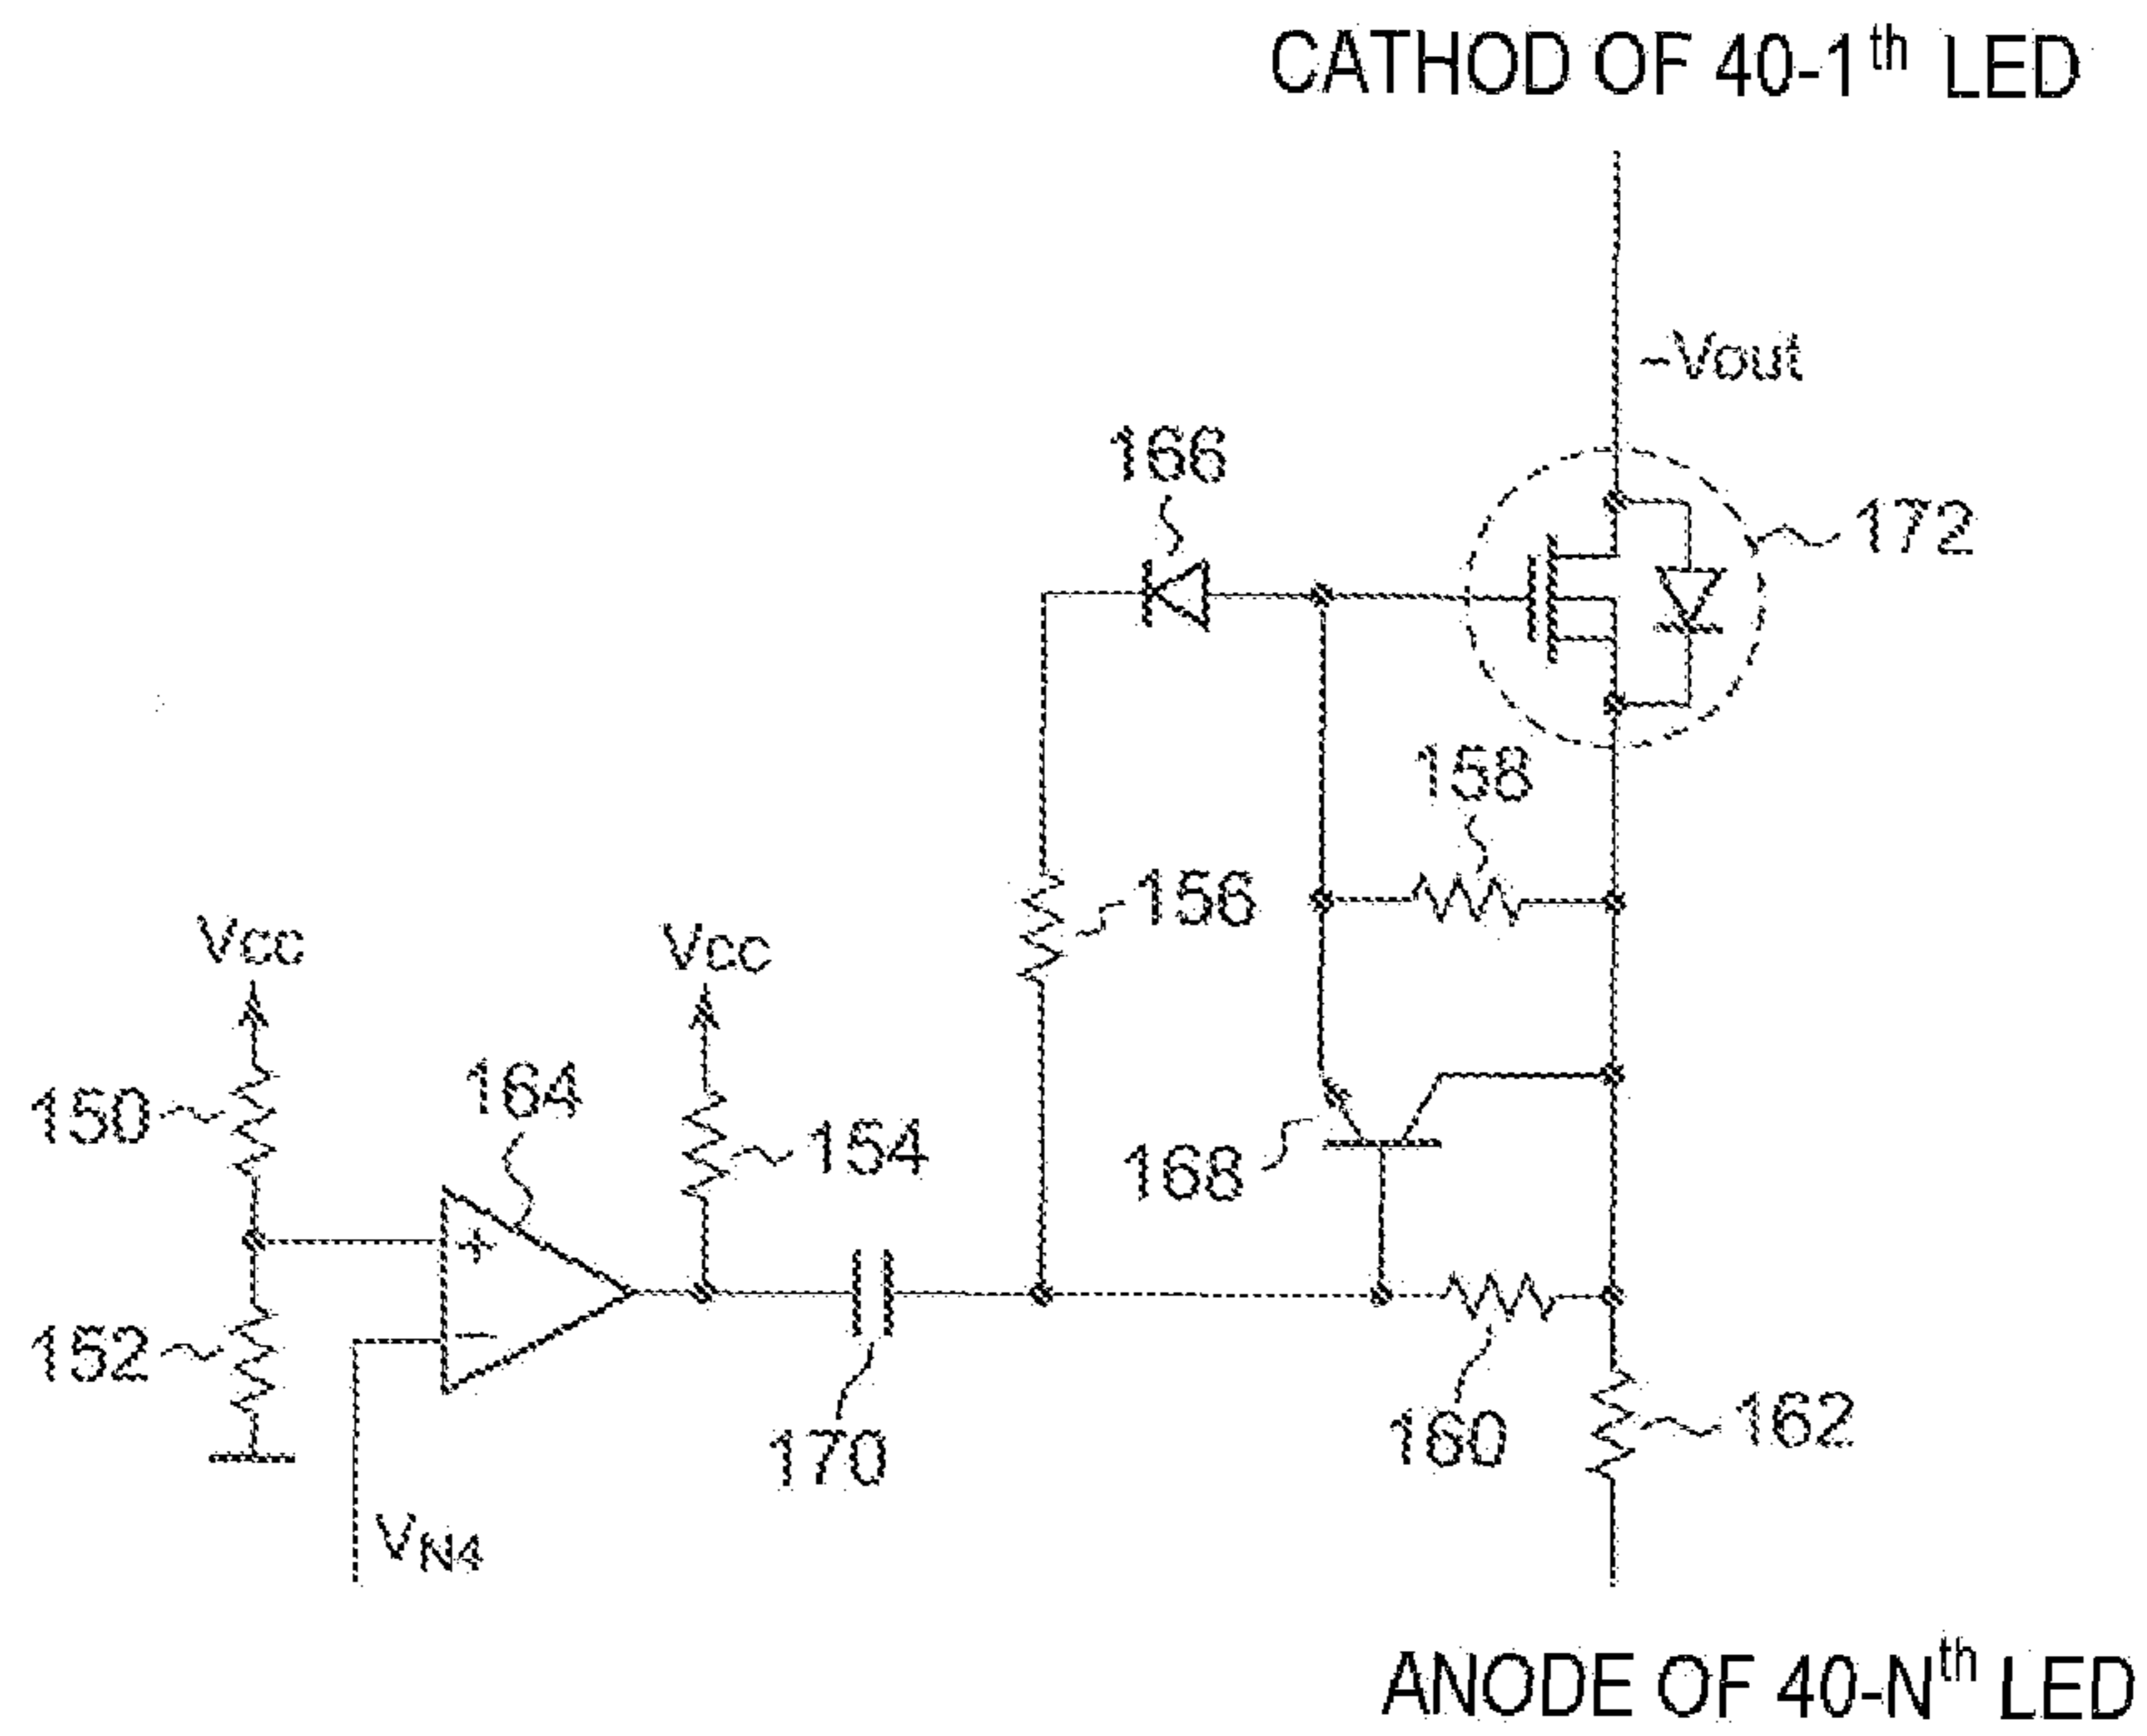 CATHOD OF 40-1th LED
~Vout
166
172
158
156
Vcc
Vcc
150
164
154
168
152
170
160
162
VN4
+
−
ANODE OF 40-Nth LED